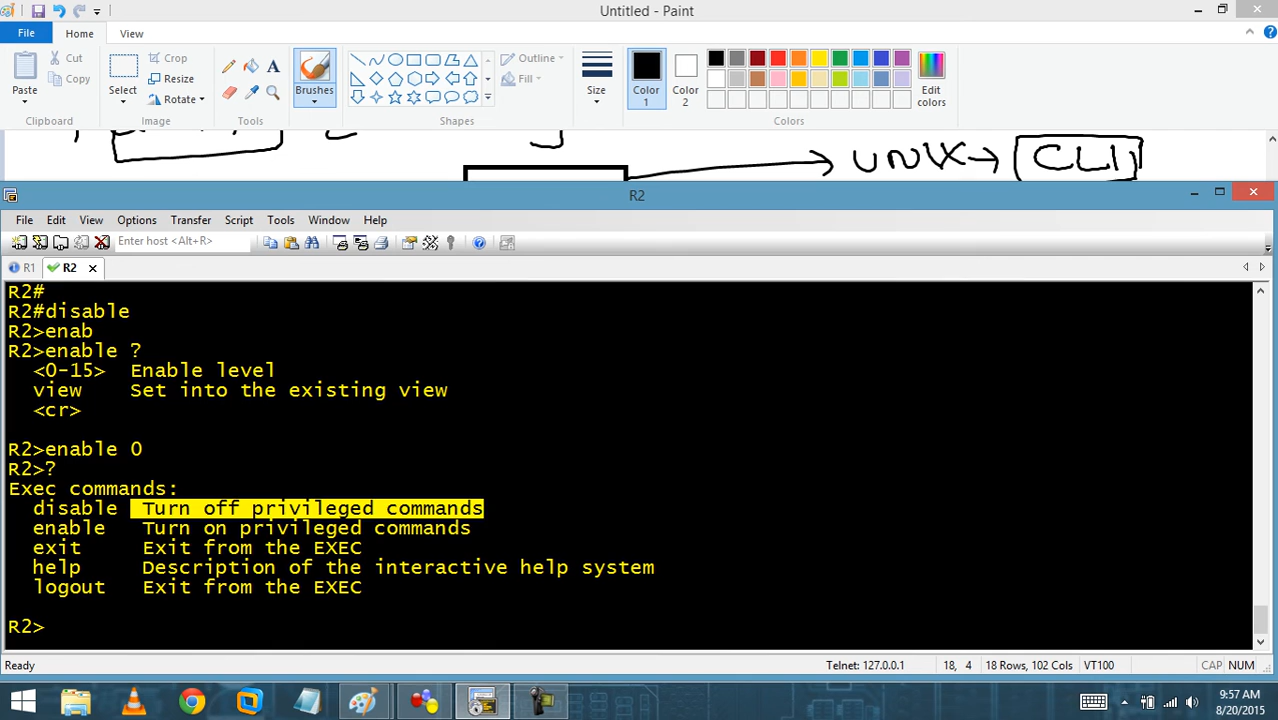 Untitled - Paint
File Home View
Cut
Copy
Paste
Clipboard
Select
Resize
Rotate
Image
Tools
Brushes
Outline
Fill
Shapes
Size
Color 1
Color 2
Edit colors
Colors
UNIX CLI
R2
File Edit View Options Transfer Script Tools Window Help
Enter host <Alt+R>
R1 R2
R2#
R2#disable
R2>enab
R2>enable ?
<0-15> Enable level
view Set into the existing view
<cr>
R2>enable 0
R2>?
Exec commands:
disable Turn off privileged commands
enable Turn on privileged commands
exit Exit from the EXEC
help Description of the interactive help system
logout Exit from the EXEC
R2>
Ready Telnet: 127.0.0.1 18, 4 18 Rows, 102 Cols VT100 CAP NUM
9:57 AM
8/20/2015